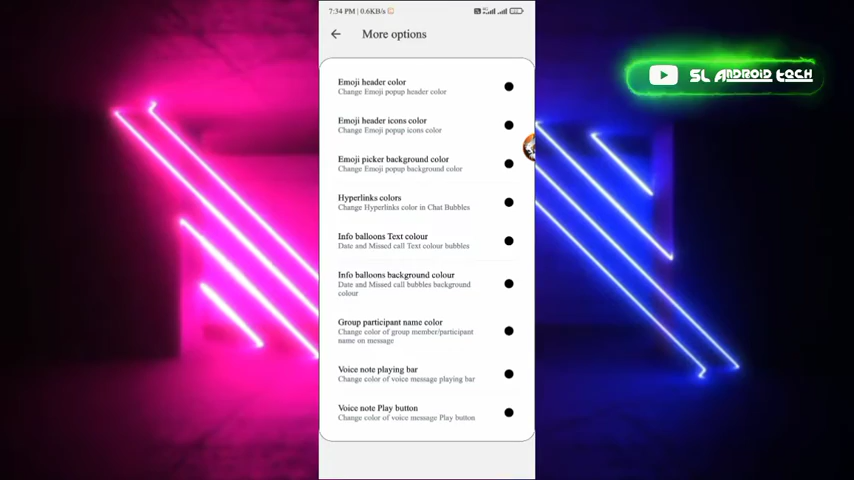 7:34 PM | 0.6KB/s
More options
SL ANDROID TECH
Emoji header color
Change Emoji popup header color
Emoji header icons color
Change Emoji popup icons color
Emoji picker background color
Change Emoji popup background color
Hyperlinks colors
Change Hyperlinks color in Chat Bubbles
Info balloons Text colour
Date and Missed call Text colour bubbles
Info balloons background colour
Date and Missed call bubbles background
colour
Group participant name color
Change color of group member/participant
name on message
Voice note playing bar
Change color of voice message playing bar
Voice note Play button
Change color of voice message Play button